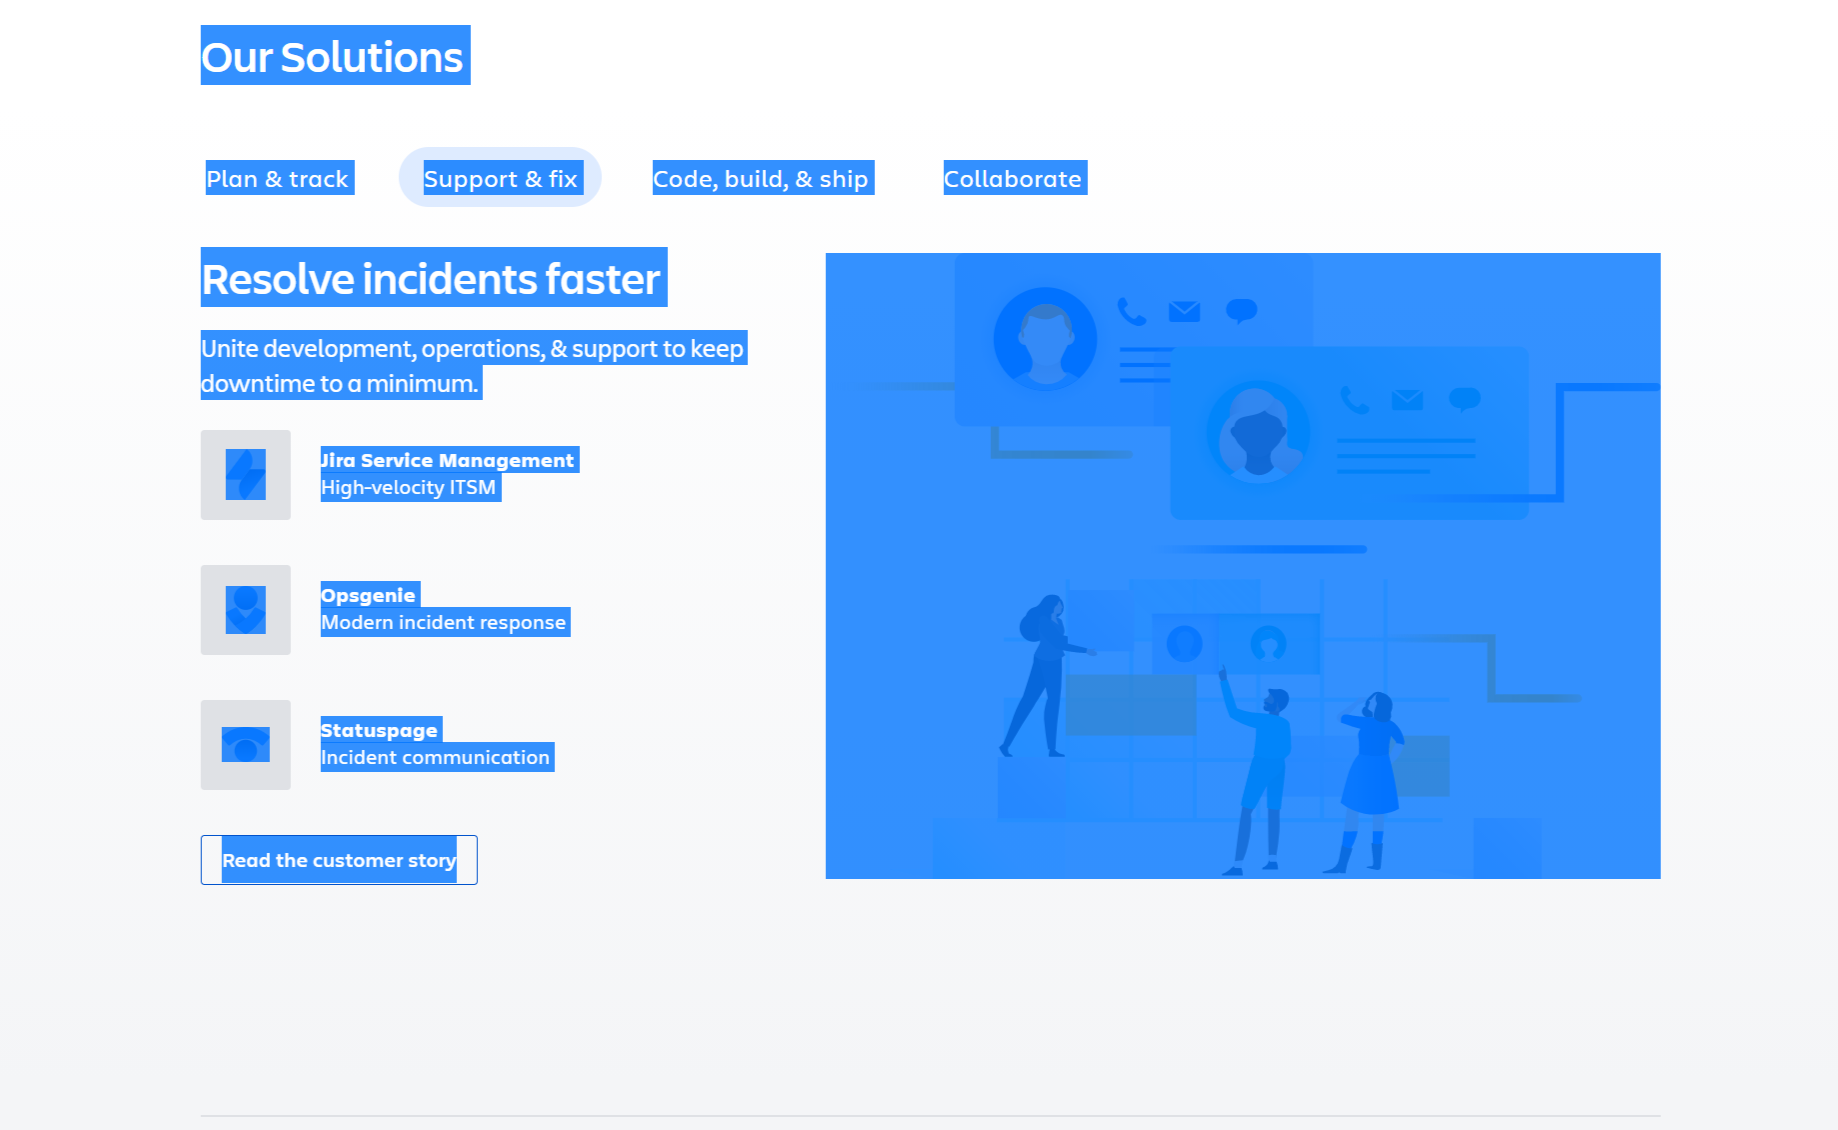 Our Solutions
Plan & track
Support & fix
Code, build, & ship
Collaborate
Resolve incidents faster
Unite development, operations, & support to keep
downtime to a minimum.
Jira Service Management
High-velocity ITSM
Opsgenie
Modern incident response
Statuspage
Incident communication
Read the customer story